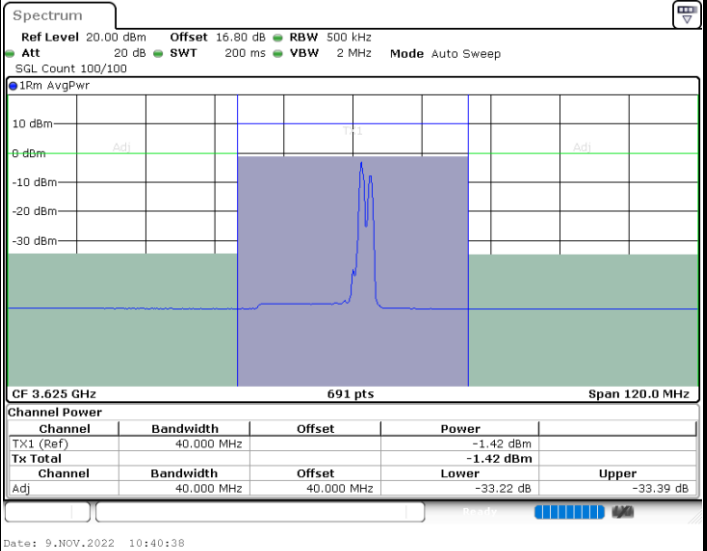 Spectrum
Ref Level 20.00 dBm Offset 16.80 dB RBW 500 kHz
Att 20 dB SWT 200 ms VBW 2 MHz Mode Auto Sweep
SGL Count 100/100
1Rm AvgPwr
10 dBm
TX1
Adj Adj
0 dBm
-10 dBm
-20 dBm
-30 dBm
CF 3.625 GHz 691 pts Span 120.0 MHz
Channel Power
Channel Bandwidth Offset Power
TX1 (Ref) 40.000 MHz -1.42 dBm
Tx Total -1.42 dBm
Channel Bandwidth Offset Lower Upper
Adj 40.000 MHz 40.000 MHz -33.22 dB -33.39 dB
Ready
Date: 9.NOV.2022 10:40:38